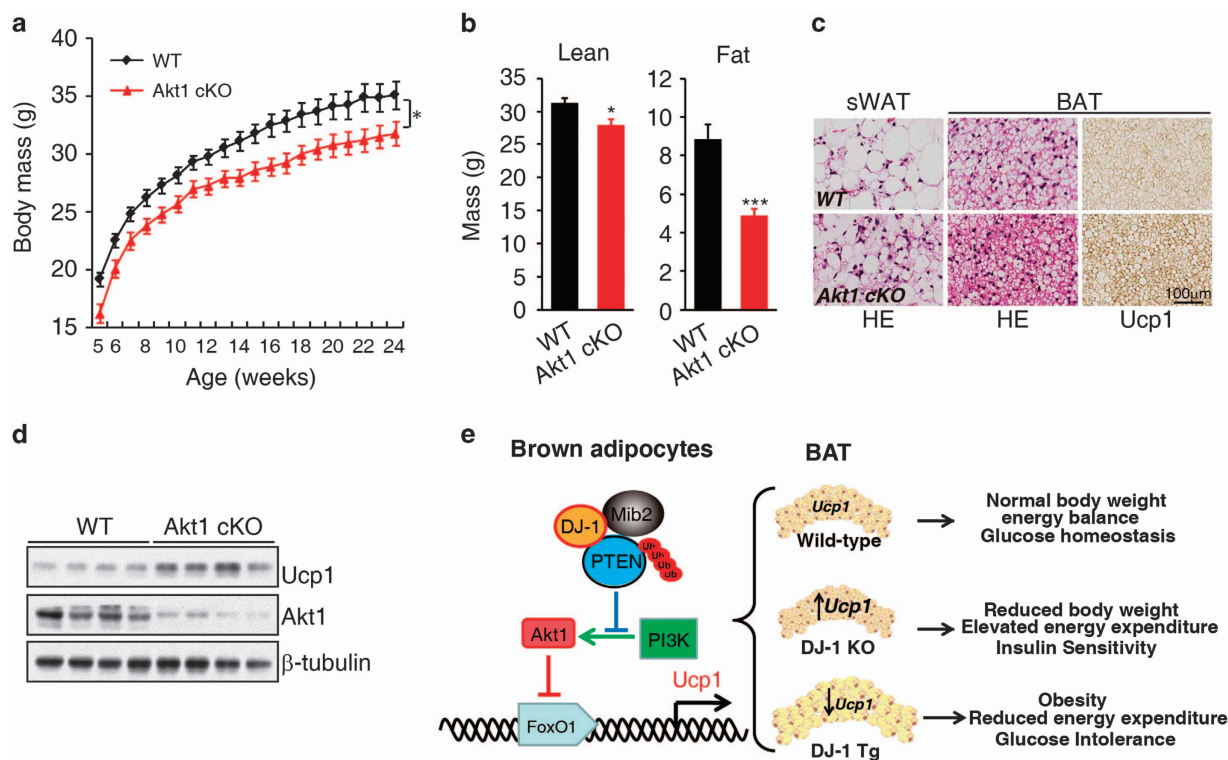 a
Body mass (g)
40
35
30
25
20
15
WT
Akt1 cKO
*
5 6 8 10 12 14 16 18 20 22 24
Age (weeks)
b
Lean
Fat
Mass (g)
35
30
25
20
15
10
5
0
*
WT
Akt1 cKO
12
10
8
6
4
2
0
***
WT
Akt1 cKO
c
sWAT
BAT
WT
Akt1 cKO
100μm
HE
HE
Ucp1
d
WT
Akt1 cKO
Ucp1
Akt1
β-tubulin
e
Brown adipocytes
BAT
DJ-1
Mib2
PTEN
Ub
Ub
Ub
Ub
Akt1
PI3K
Ucp1
FoxO1
Ucp1
Wild-type
Normal body weight
energy balance
Glucose homeostasis
Ucp1
DJ-1 KO
Reduced body weight
Elevated energy expenditure
Insulin Sensitivity
Ucp1
DJ-1 Tg
Obesity
Reduced energy expenditure
Glucose Intolerance